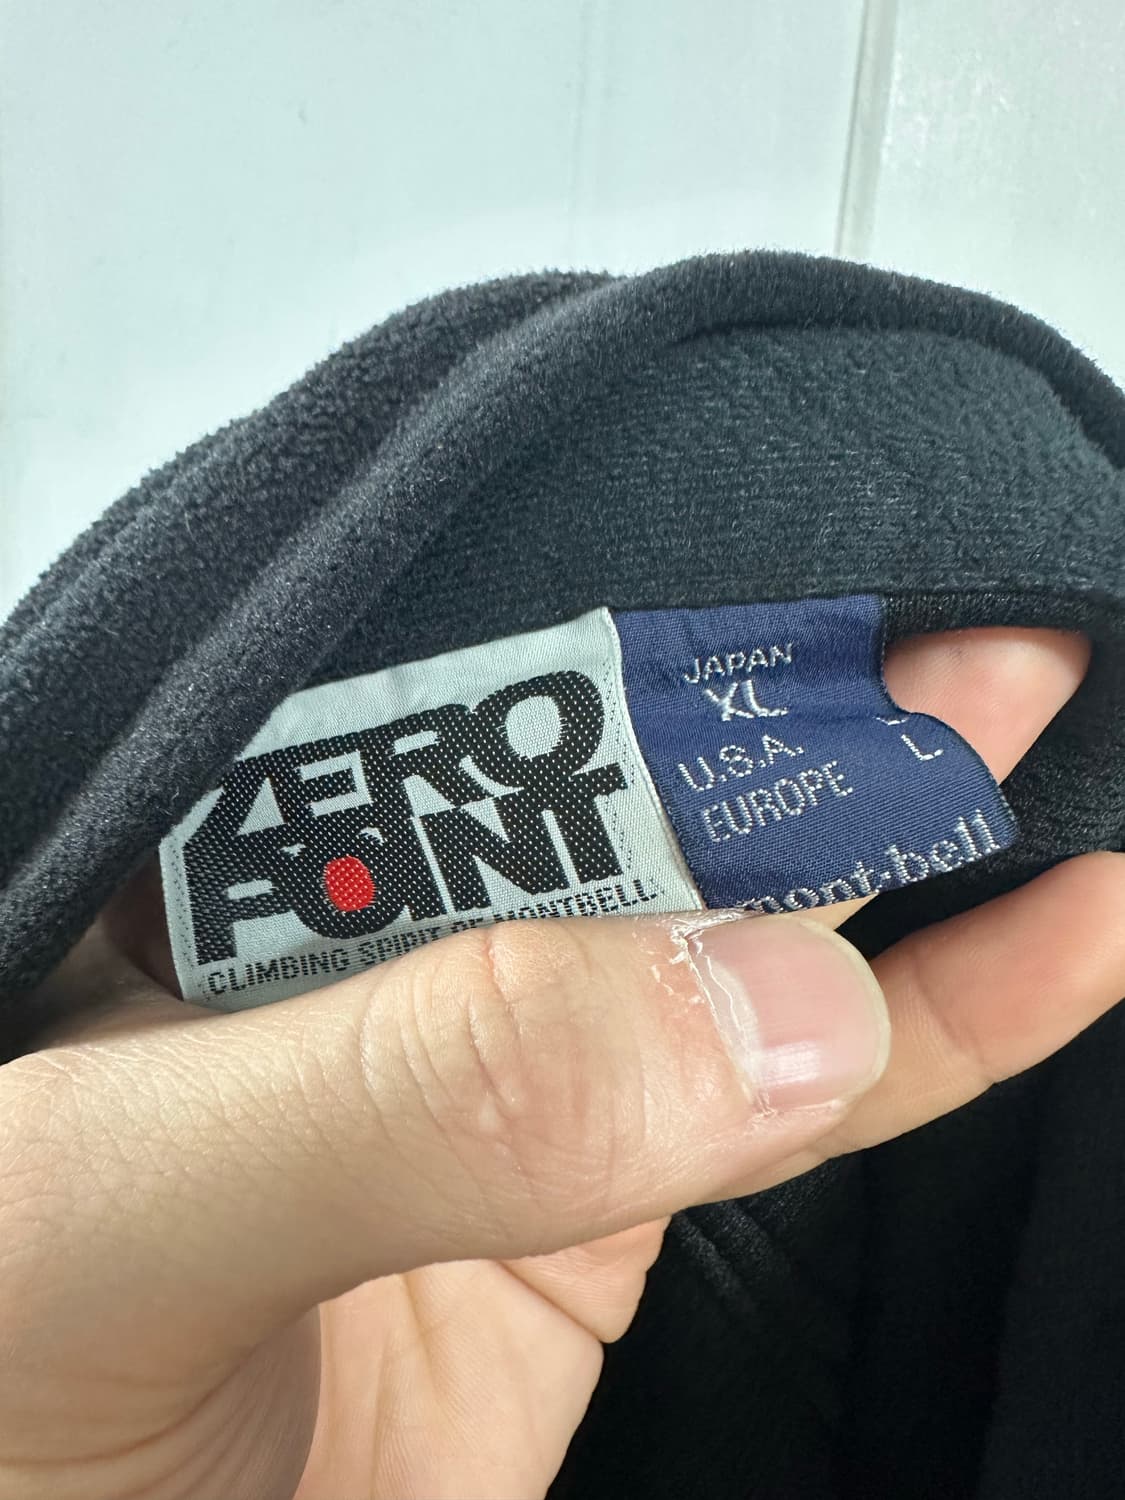 ZERO
POINT
CLIMBING SPIRIT OF MONTBELL
JAPAN
XL
U.S.A.
EUROPE
L
mont-bell